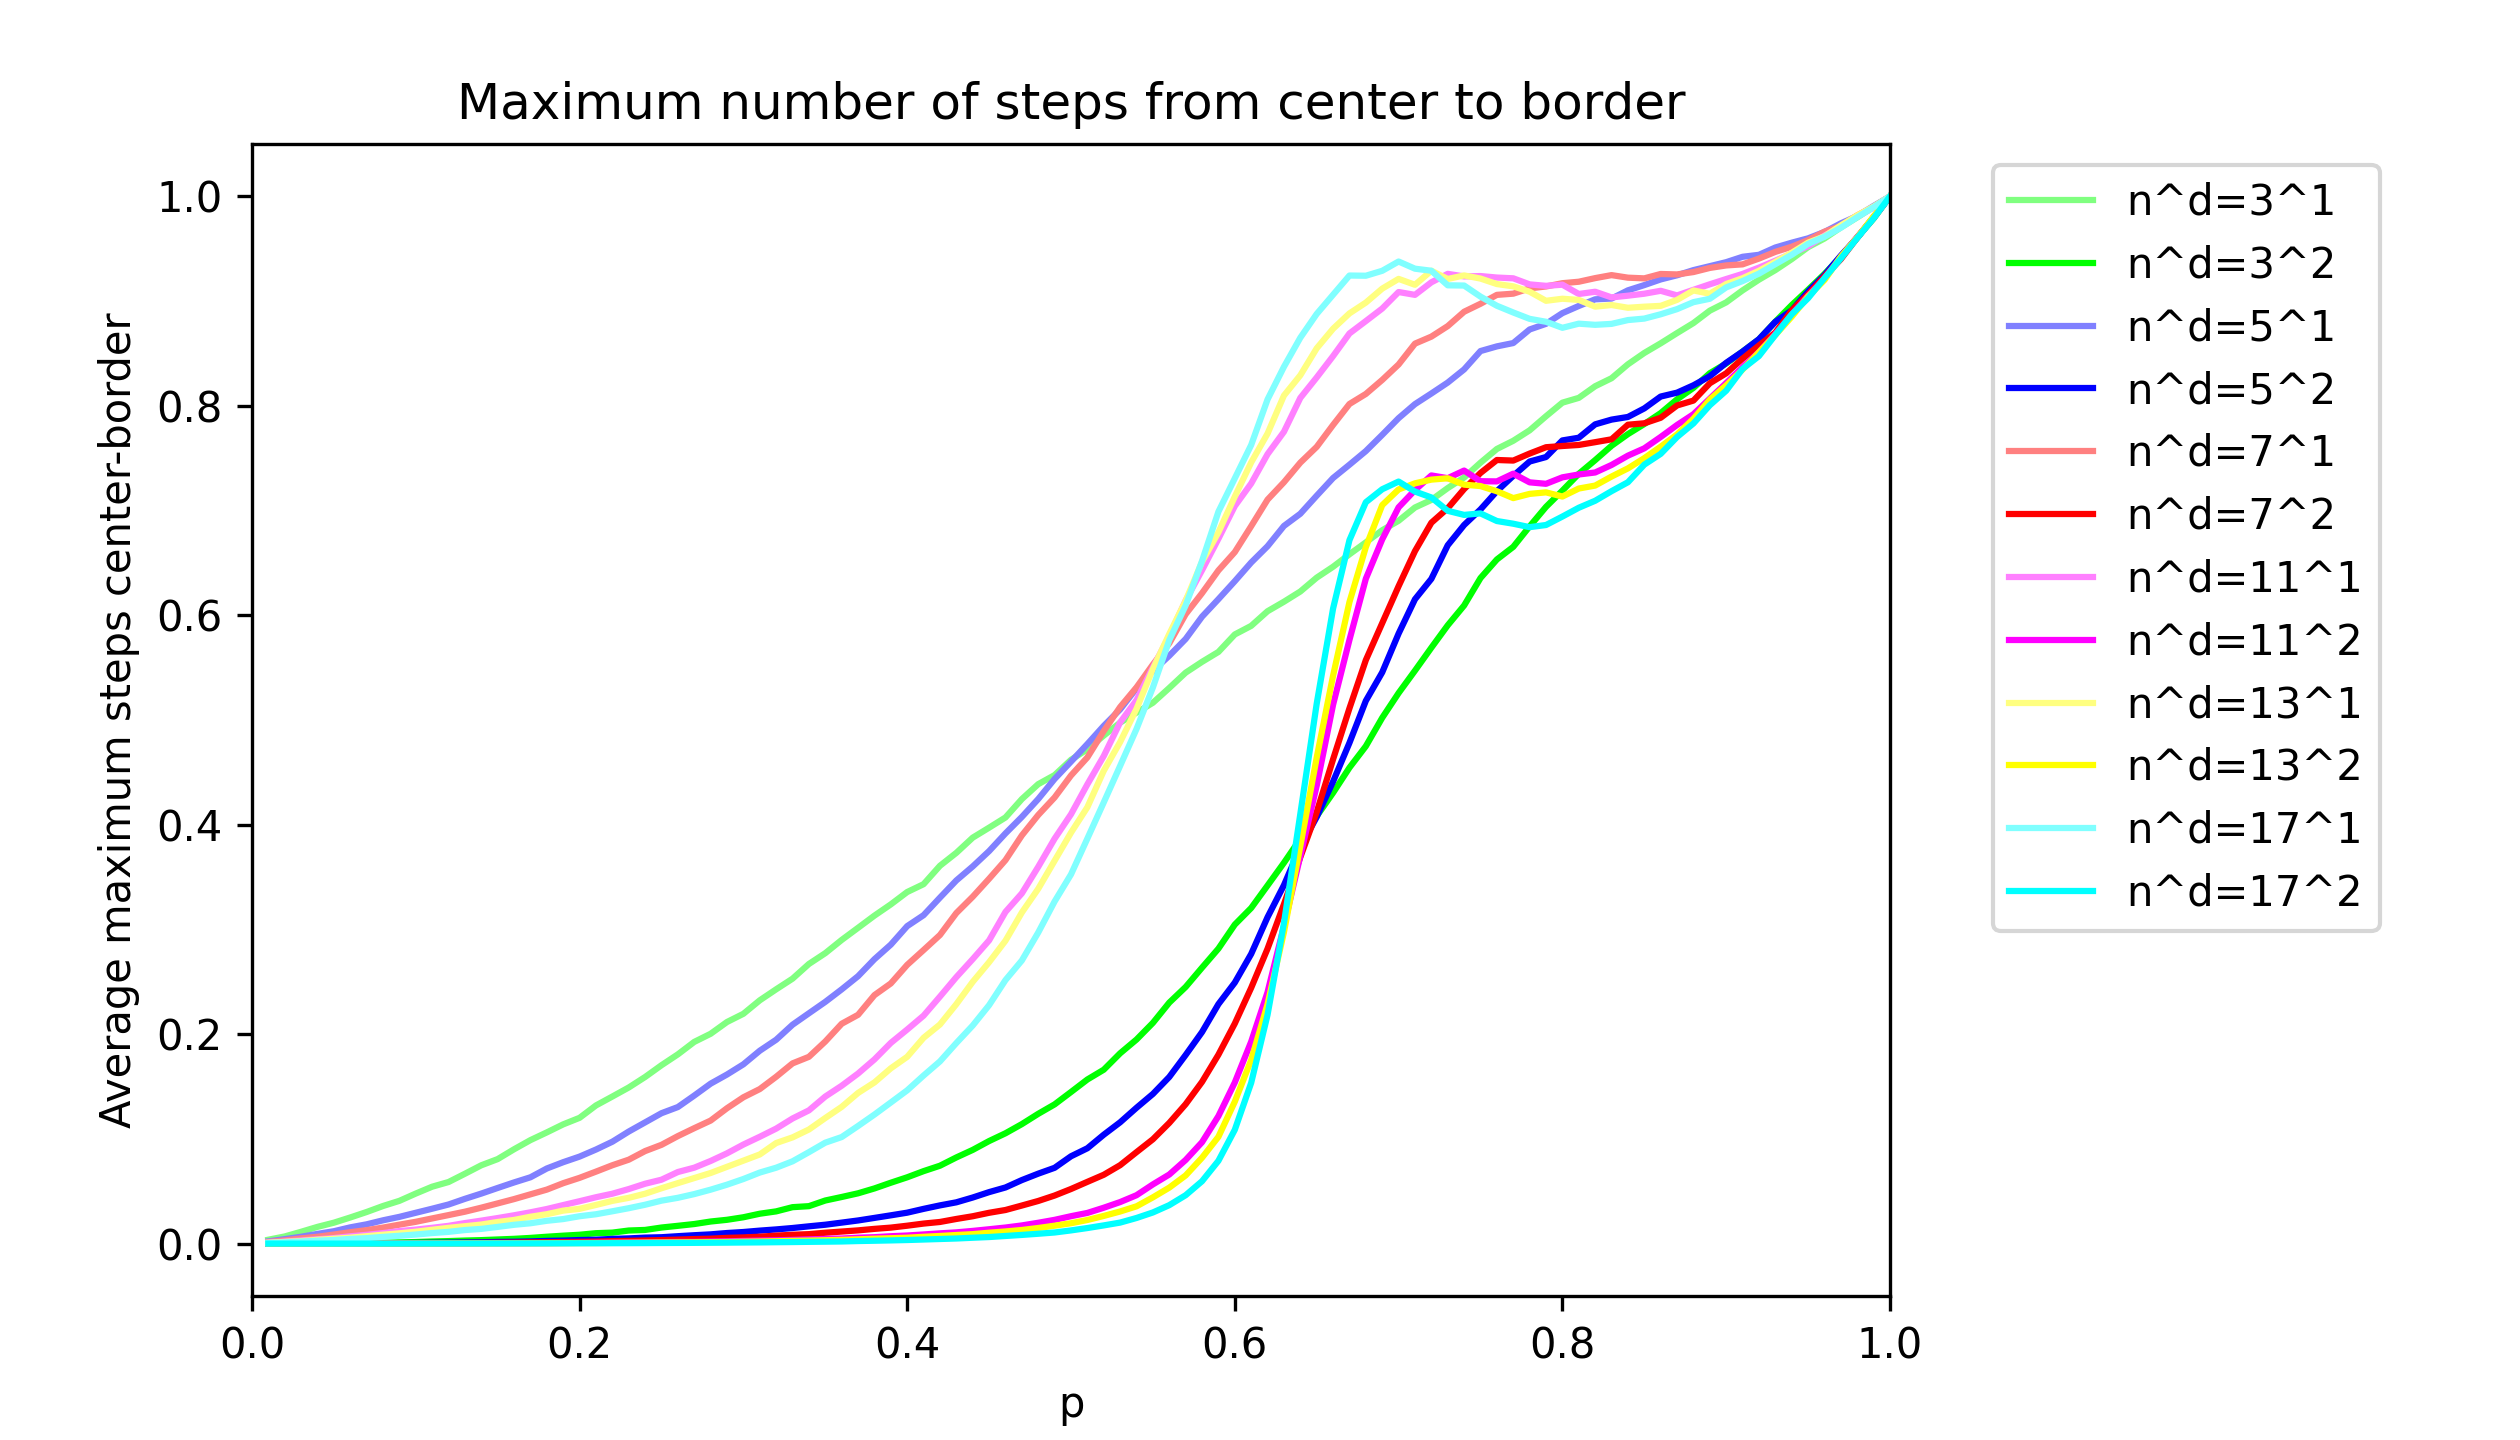 Maximum number of steps from center to border
Average maximum steps center-border
1.0
0.8
0.6
0.4
0.2
0.0
0.0 0.2 0.4 0.6 0.8 1.0
p
n^d=3^1
n^d=3^2
n^d=5^1
n^d=5^2
n^d=7^1
n^d=7^2
n^d=11^1
n^d=11^2
n^d=13^1
n^d=13^2
n^d=17^1
n^d=17^2